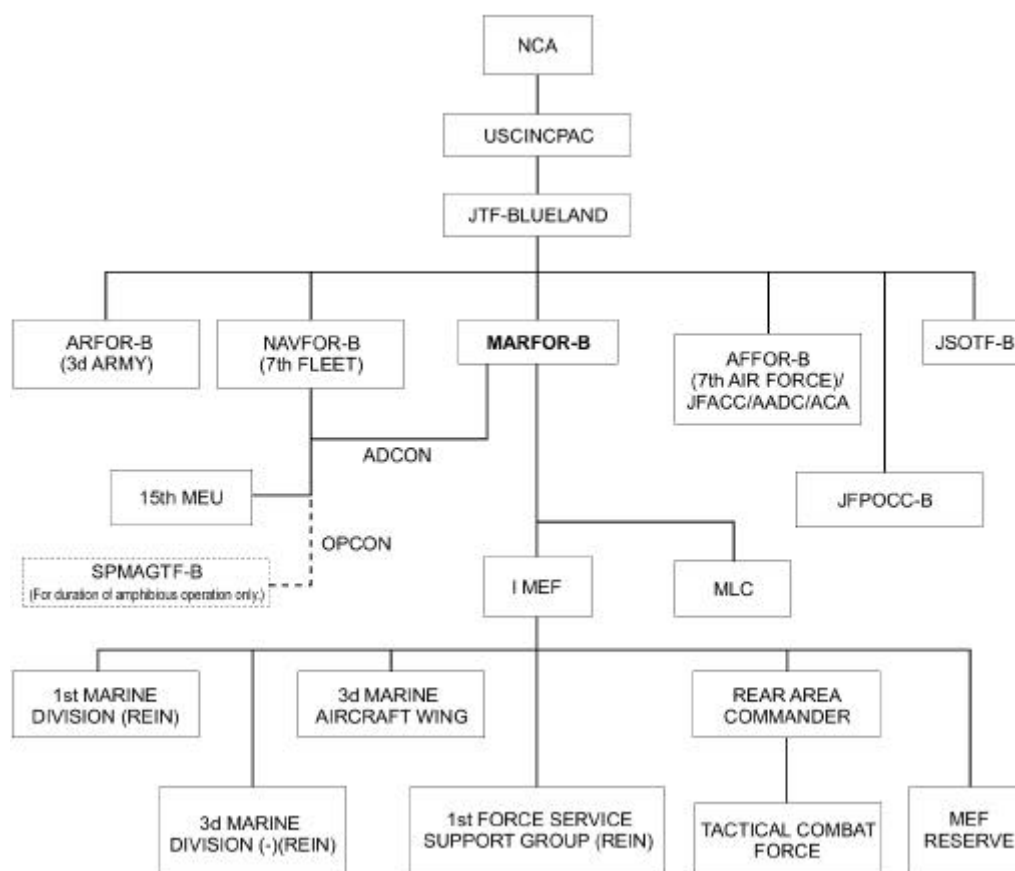 NCA
USCINCPAC
JTF-BLUELAND
ARFOR-B
(3d ARMY)
NAVFOR-B
(7th FLEET)
MARFOR-B
AFFOR-B
(7th AIR FORCE)/
JFACC/AADC/ACA
JSOTF-B
ADCON
15th MEU
JFPOCC-B
OPCON
SPMAGTF-B
(For duration of amphibious operation only.)
I MEF
MLC
1st MARINE
DIVISION (REIN)
3d MARINE
AIRCRAFT WING
REAR AREA
COMMANDER
3d MARINE
DIVISION (-)(REIN)
1st FORCE SERVICE
SUPPORT GROUP (REIN)
TACTICAL COMBAT
FORCE
MEF
RESERVE